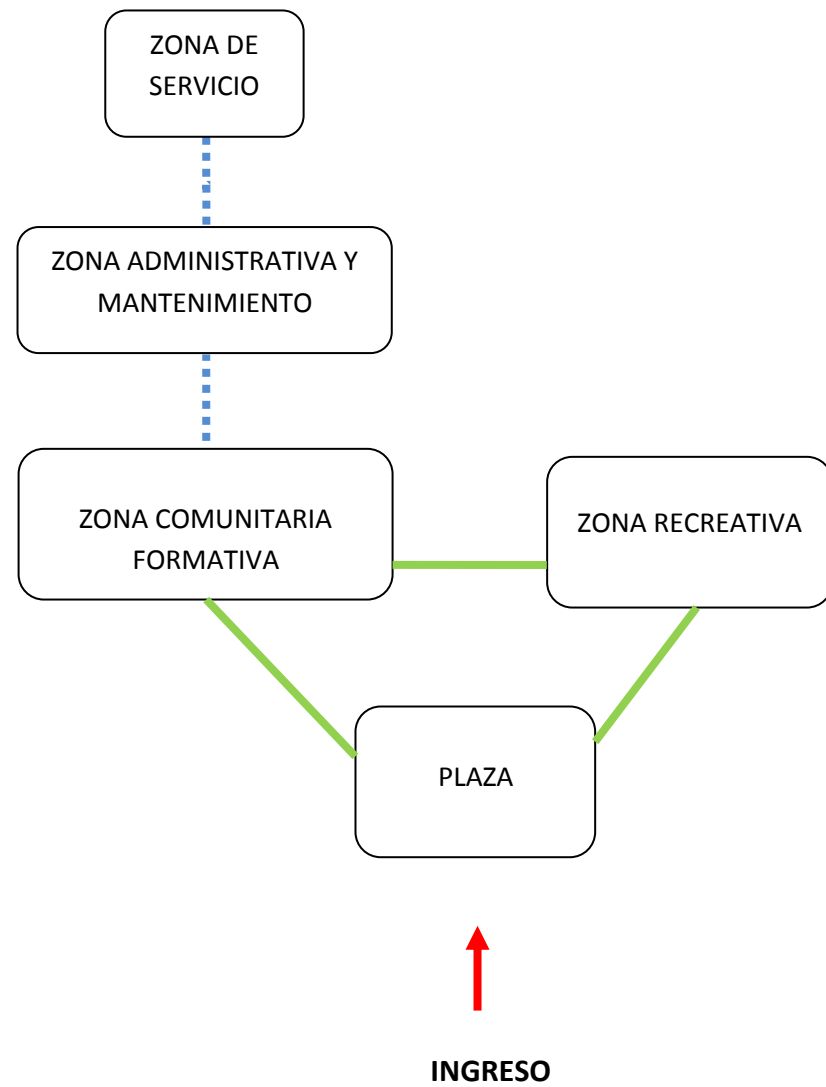 ZONA DE
SERVICIO
ZONA ADMINISTRATIVA Y
MANTENIMIENTO
ZONA COMUNITARIA
FORMATIVA
ZONA RECREATIVA
PLAZA
INGRESO